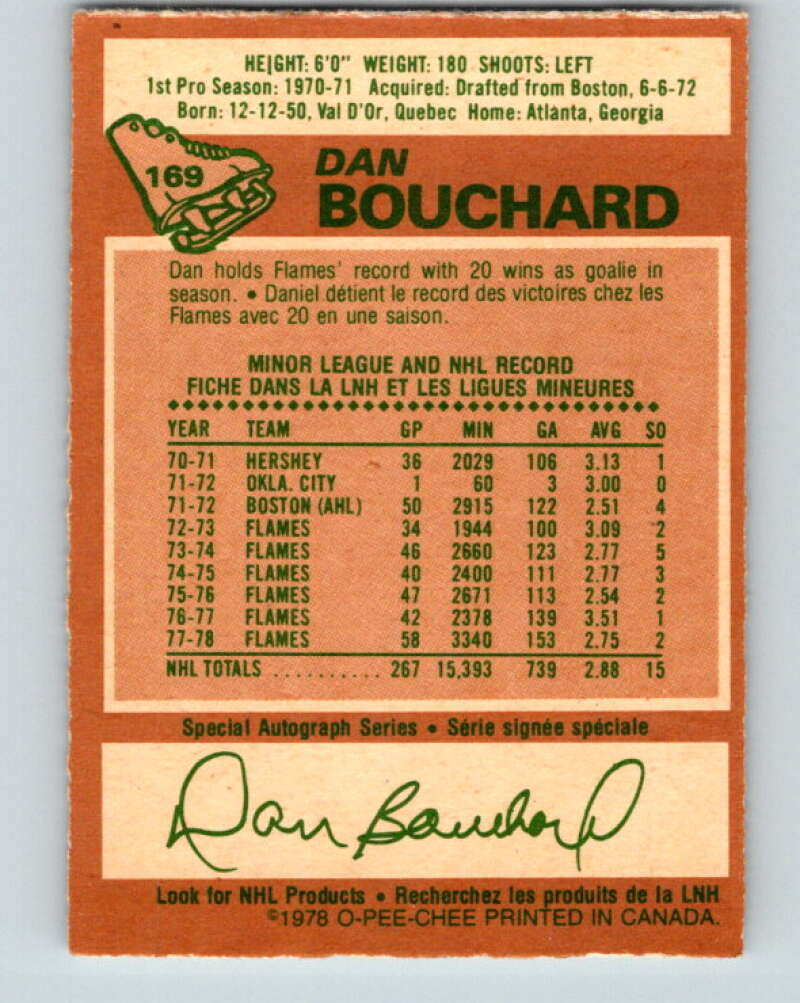 HEIGHT: 6'0" WEIGHT: 180 SHOOTS: LEFT
1st Pro Season: 1970-71 Acquired: Drafted from Boston, 6-6-72
Born: 12-12-50, Val D'Or, Quebec Home: Atlanta, Georgia
169
DAN
BOUCHARD
Dan holds Flames' record with 20 wins as goalie in
season. • Daniel détient le record des victoires chez les
Flames avec 20 en une saison.
MINOR LEAGUE AND NHL RECORD
FICHE DANS LA LNH ET LES LIGUES MINEURES
YEAR TEAM GP MIN GA AVG SO
70-71 HERSHEY 36 2029 106 3.13 1
71-72 OKLA. CITY 1 60 3 3.00 0
71-72 BOSTON (AHL) 50 2915 122 2.51 4
72-73 FLAMES 34 1944 100 3.09 2
73-74 FLAMES 46 2660 123 2.77 5
74-75 FLAMES 40 2400 111 2.77 3
75-76 FLAMES 47 2671 113 2.54 2
76-77 FLAMES 42 2378 139 3.51 1
77-78 FLAMES 58 3340 153 2.75 2
NHL TOTALS .......... 267 15,393 739 2.88 15
Special Autograph Series • Série signée spéciale
Dan Bouchard
Look for NHL Products • Recherchez les produits de la LNH
©1978 O-PEE-CHEE PRINTED IN CANADA.